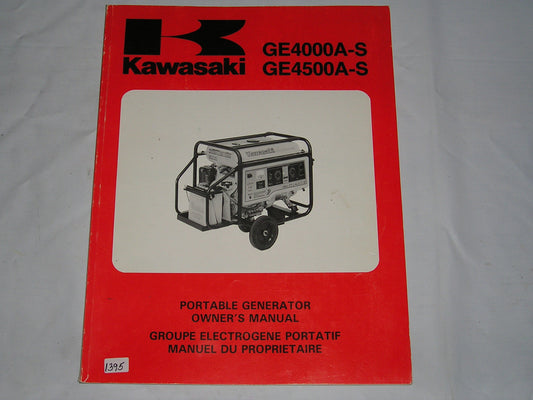 GE4000A-S
Kawasaki GE4500A-S
PORTABLE GENERATOR
OWNER'S MANUAL
GROUPE ELECTROGENE PORTATIF
MANUEL DU PROPRIETAIRE
1395